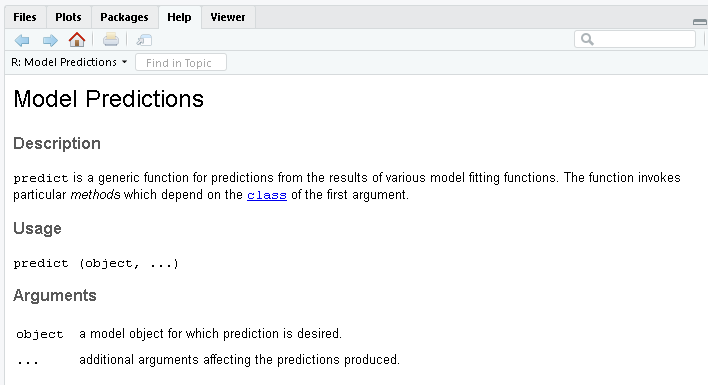 Files Plots Packages Help Viewer
R: Model Predictions Find in Topic
Model Predictions
Description
predict is a generic function for predictions from the results of various model fitting functions. The function invokes
particular methods which depend on the class of the first argument.
Usage
predict (object, ...)
Arguments
object a model object for which prediction is desired.
... additional arguments affecting the predictions produced.